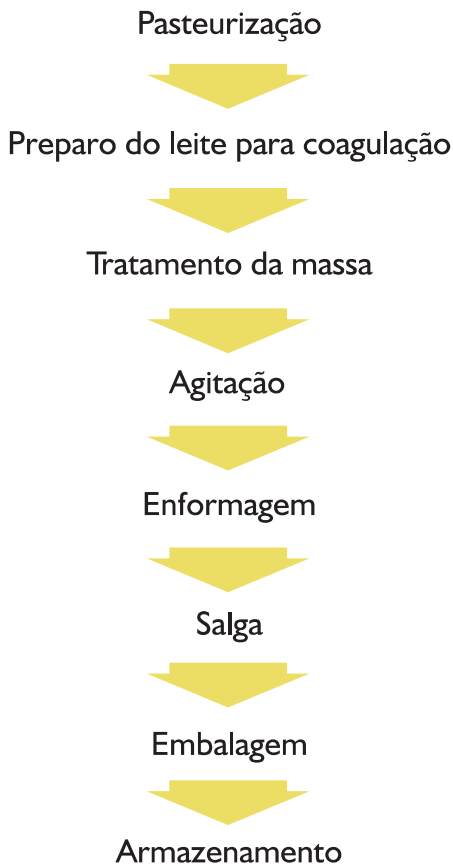 Pasteurização
Preparo do leite para coagulação
Tratamento da massa
Agitação
Enformagem
Salga
Embalagem
Armazenamento